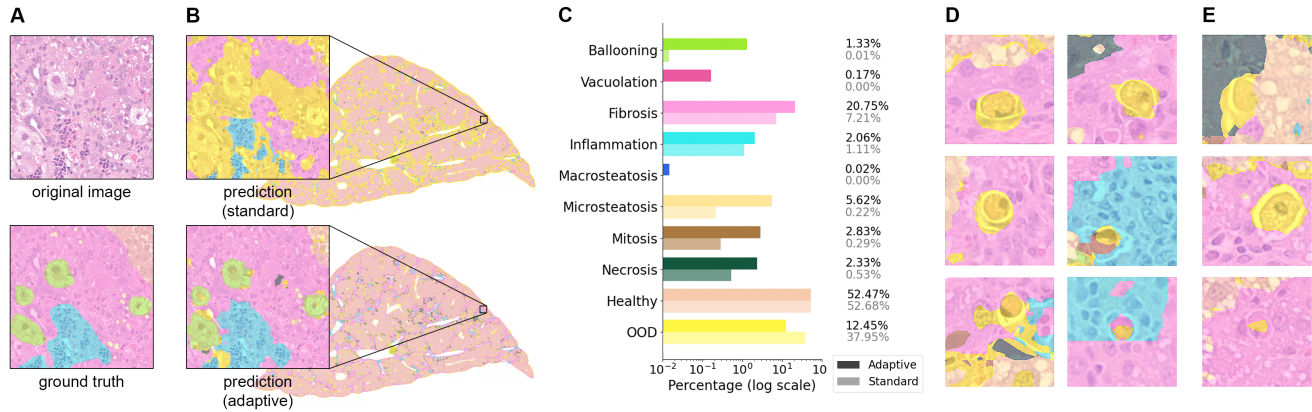 A
B
C
D
E
original image
prediction
(standard)
ground truth
prediction
(adaptive)
Ballooning
1.33%
0.01%
Vacuolation
0.17%
0.00%
Fibrosis
20.75%
7.21%
Inflammation
2.06%
1.11%
Macrosteatosis
0.02%
0.00%
Microsteatosis
5.62%
0.22%
Mitosis
2.83%
0.29%
Necrosis
2.33%
0.53%
Healthy
52.47%
52.68%
OOD
12.45%
37.95%
10⁻² 10⁻¹ 10⁰ 10¹ 10
Percentage (log scale)
Adaptive
Standard